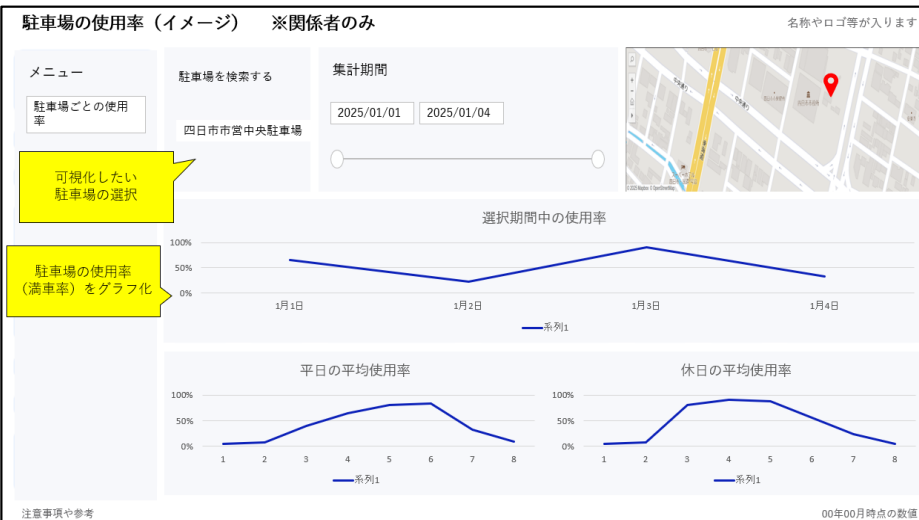 駐車場の使用率（イメージ）　※関係者のみ
名称やロゴ等が入ります
メニュー
駐車場ごとの使用
率
駐車場を検索する
四日市市営中央駐車場
集計期間
2025/01/01
2025/01/04
可視化したい
駐車場の選択
駐車場の使用率
（満車率）をグラフ化
選択期間中の使用率
100%
50%
0%
1月1日
1月2日
1月3日
1月4日
系列1
平日の平均使用率
100%
50%
0%
1 2 3 4 5 6 7 8
系列1
休日の平均使用率
100%
50%
0%
1 2 3 4 5 6 7 8
系列1
注意事項や参考
00年00月時点の数値